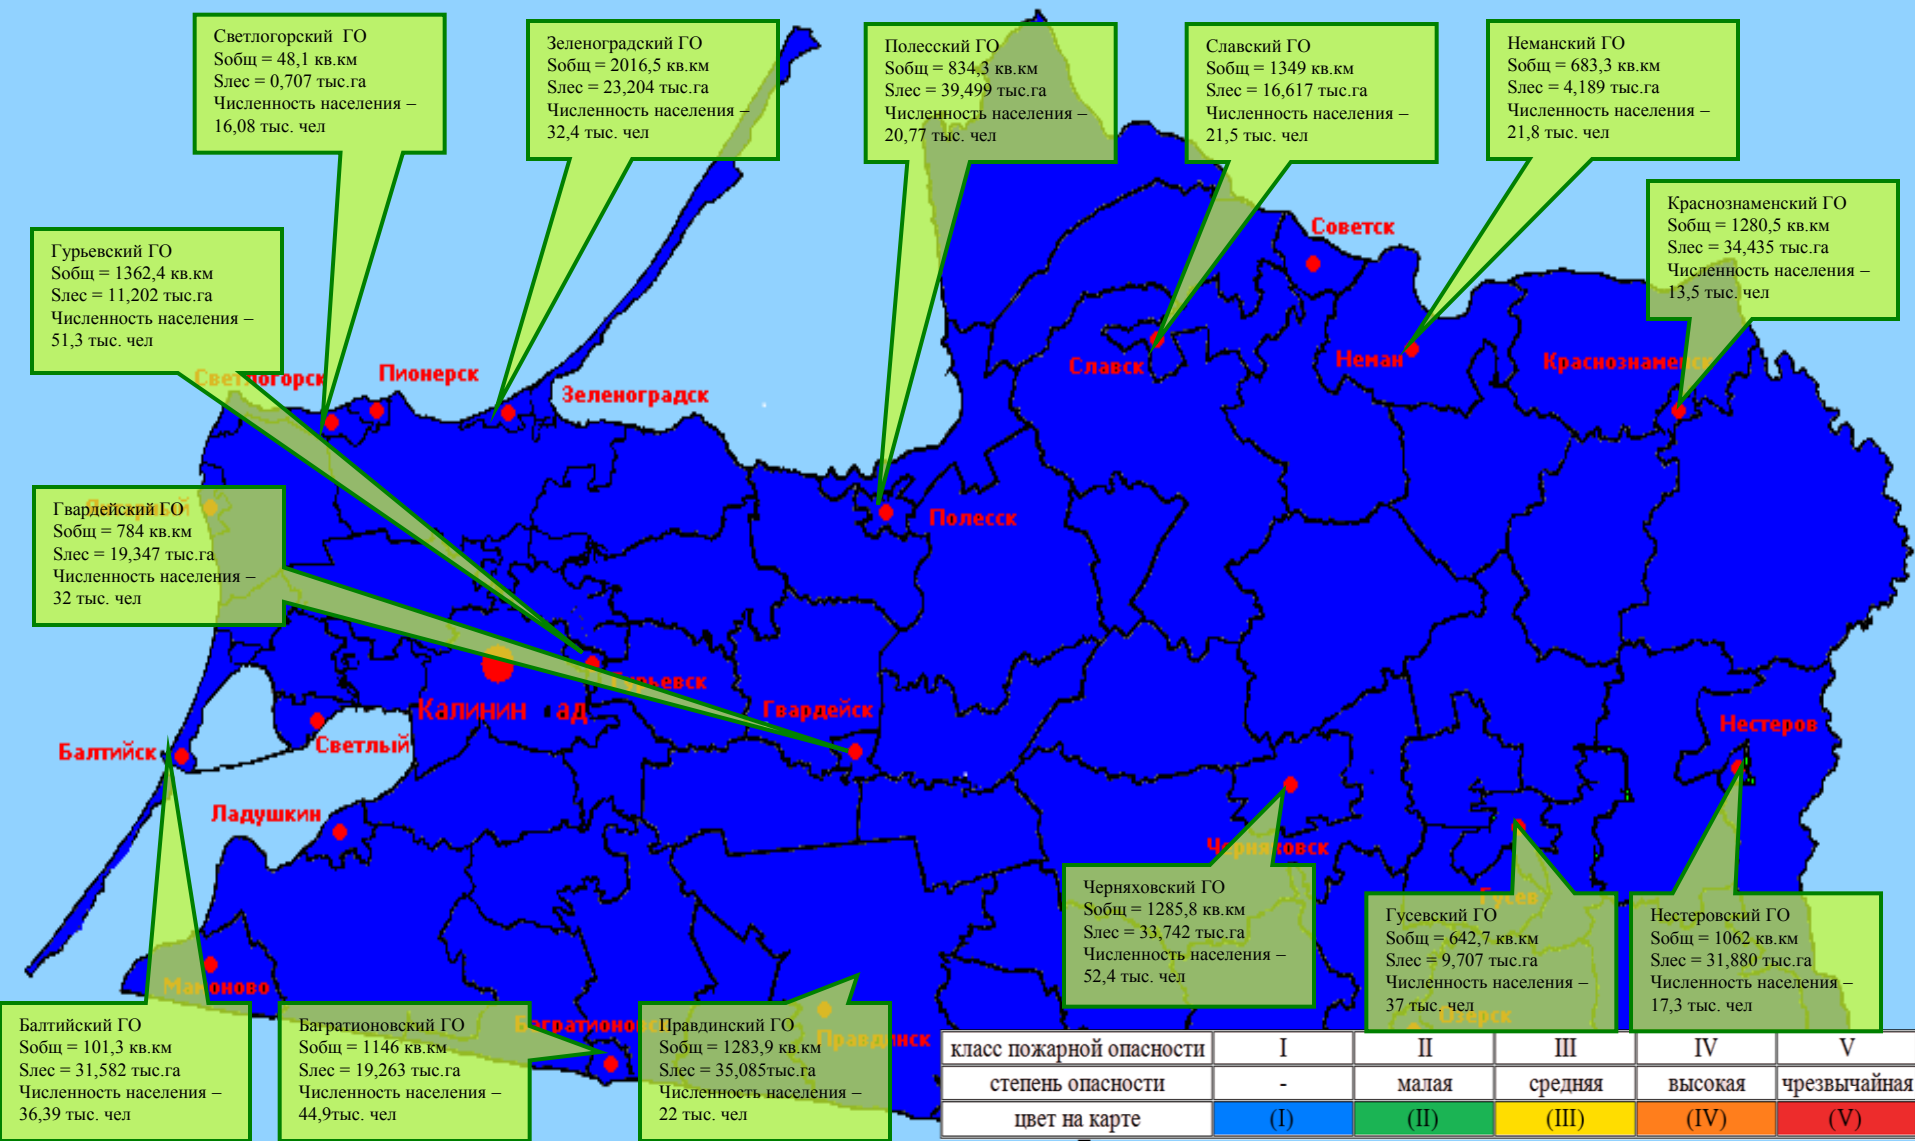 Светлогорский ГО
Sобщ = 48,1 кв.км
Sлес = 0,707 тыс.га
Численность населения –
16,08 тыс. чел
Зеленоградский ГО
Sобщ = 2016,5 кв.км
Sлес = 23,204 тыс.га
Численность населения –
32,4 тыс. чел
Полесский ГО
Sобщ = 834,3 кв.км
Sлес = 39,499 тыс.га
Численность населения –
20,77 тыс. чел
Славский ГО
Sобщ = 1349 кв.км
Sлес = 16,617 тыс.га
Численность населения –
21,5 тыс. чел
Неманский ГО
Sобщ = 683,3 кв.км
Sлес = 4,189 тыс.га
Численность населения –
21,8 тыс. чел
Краснознаменский ГО
Sобщ = 1280,5 кв.км
Sлес = 34,435 тыс.га
Численность населения –
13,5 тыс. чел
Гурьевский ГО
Sобщ = 1362,4 кв.км
Sлес = 11,202 тыс.га
Численность населения –
51,3 тыс. чел
Советск
Славск
Неман
Краснознаменск
Светлогорск
Пионерск
Зеленоградск
Гвардейский ГО
Sобщ = 784 кв.км
Sлес = 19,347 тыс.га
Численность населения –
32 тыс. чел
Полесск
Гурьевск
Калинин ад
Гвардейск
Нестеров
Балтийск
Светлый
Ладушкин
Черняховск
Гусев
Мамоново
Багратионовск
Правдинск
Озерск
Черняховский ГО
Sобщ = 1285,8 кв.км
Sлес = 33,742 тыс.га
Численность населения –
52,4 тыс. чел
Гусевский ГО
Sобщ = 642,7 кв.км
Sлес = 9,707 тыс.га
Численность населения –
37 тыс. чел
Нестеровский ГО
Sобщ = 1062 кв.км
Sлес = 31,880 тыс.га
Численность населения –
17,3 тыс. чел
Балтийский ГО
Sобщ = 101,3 кв.км
Sлес = 31,582 тыс.га
Численность населения –
36,39 тыс. чел
Багратионовский ГО
Sобщ = 1146 кв.км
Sлес = 19,263 тыс.га
Численность населения –
44,9тыс. чел
Правдинский ГО
Sобщ = 1283,9 кв.км
Sлес = 35,085тыс.га
Численность населения –
22 тыс. чел
класс пожарной опасности I II III IV V
степень опасности - малая средняя высокая чрезвычайная
цвет на карте (I) (II) (III) (IV) (V)